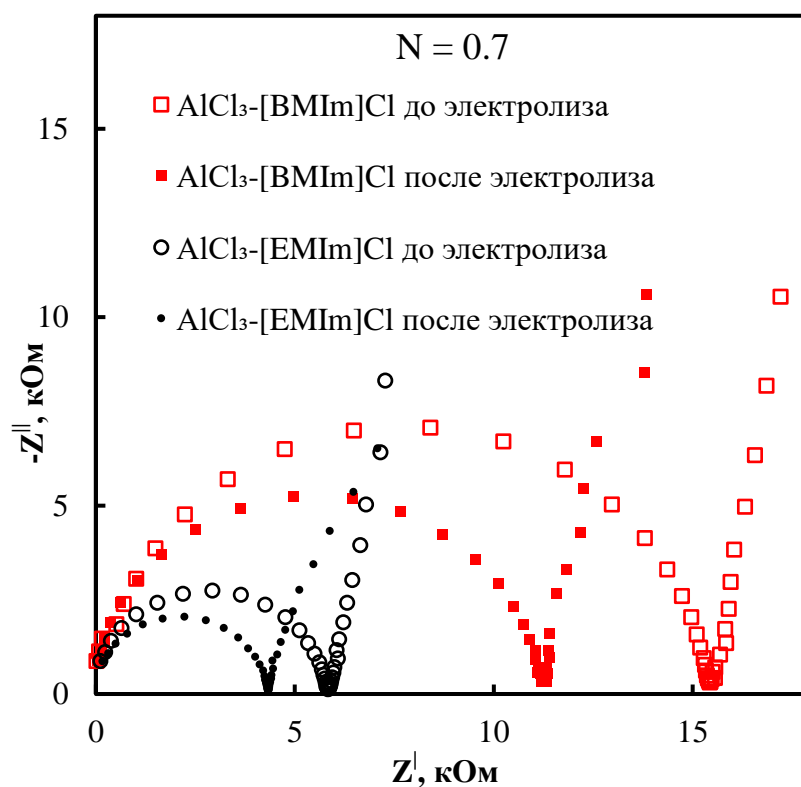 N = 0.7
AlCl₃-[BMIm]Cl до электролиза
AlCl₃-[BMIm]Cl после электролиза
AlCl₃-[EMIm]Cl до электролиза
AlCl₃-[EMIm]Cl после электролиза
15
10
5
0
-Z||, кОм
0 5 10 15
Z|, кОм